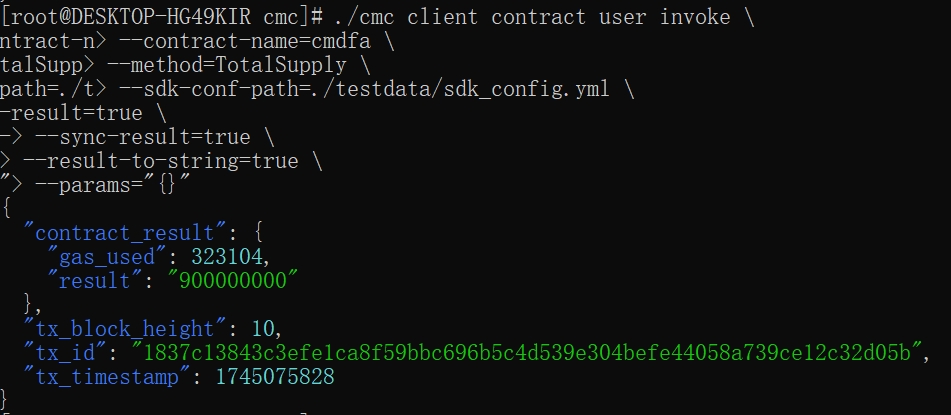 [root@DESKTOP-HG49KIR cmc]# ./cmc client contract user invoke \
ntract-n> --contract-name=cmdfa \
talSupp> --method=TotalSupply \
path=./t> --sdk-conf-path=./testdata/sdk_config.yml \
-result=true \
-> --sync-result=true \
> --result-to-string=true \
"> --params="{}"
{
  "contract_result": {
    "gas_used": 323104,
    "result": "900000000"
  },
  "tx_block_height": 10,
  "tx_id": "1837c13843c3efe1ca8f59bbc696b5c4d539e304befe44058a739ce12c32d05b",
  "tx_timestamp": 1745075828
}